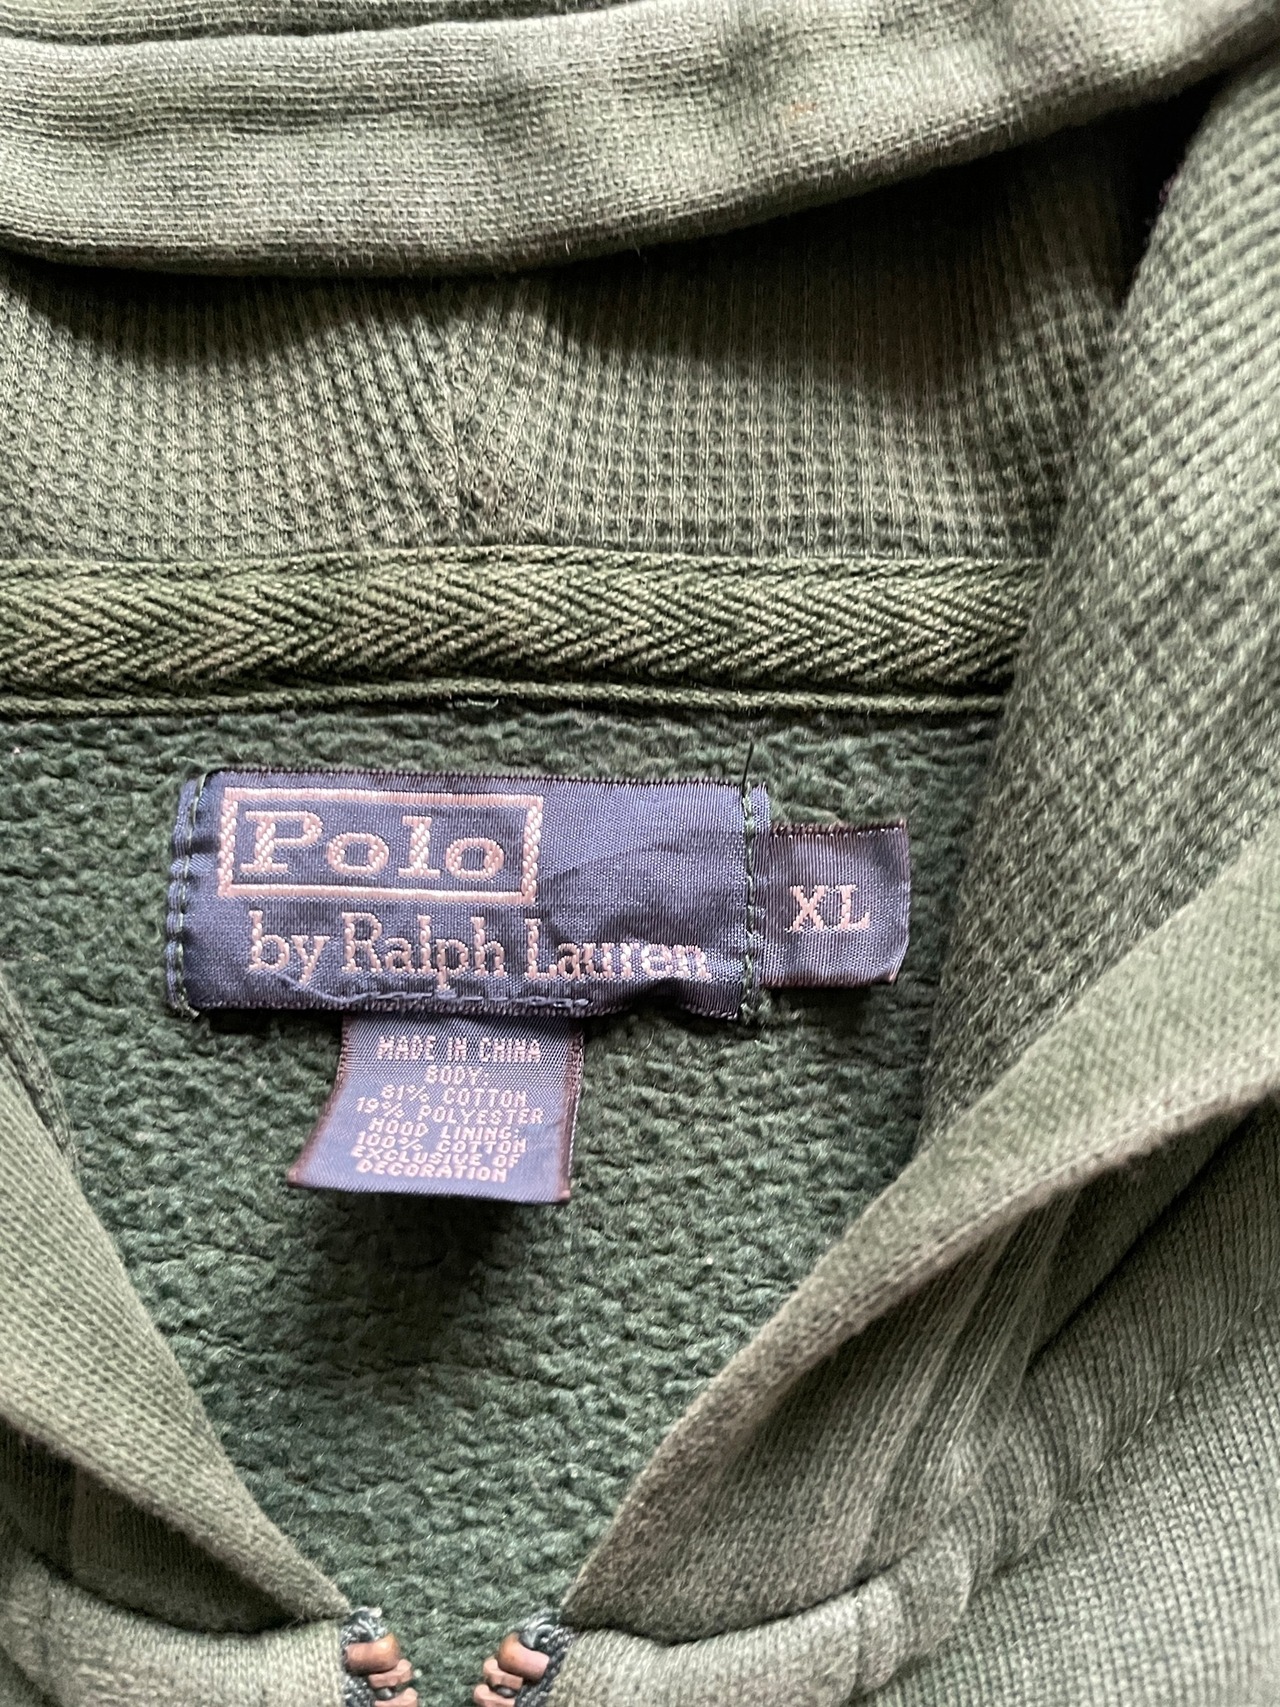 Polo
by Ralph Lauren
XL
MADE IN CHINA
BODY:
81% COTTON
19% POLYESTER
HOOD LINING:
100% COTTON
EXCLUSIVE OF
DECORATION